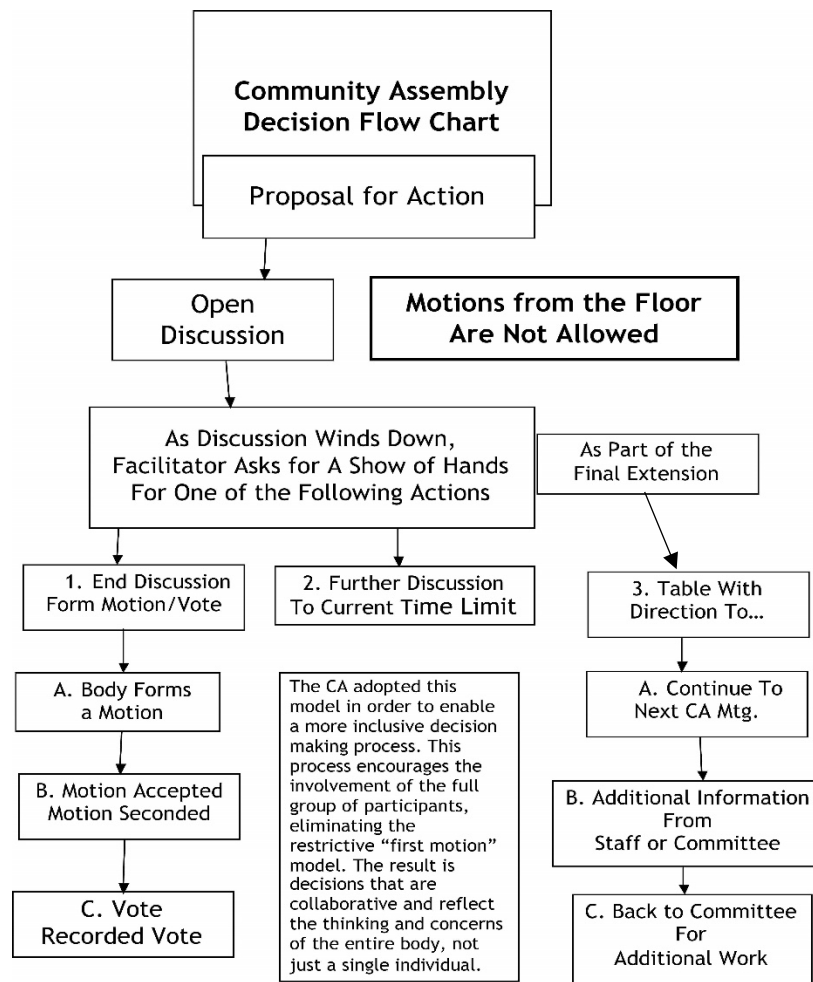 Community Assembly
Decision Flow Chart
Proposal for Action
Open
Discussion
Motions from the Floor
Are Not Allowed
As Discussion Winds Down,
Facilitator Asks for A Show of Hands
For One of the Following Actions
As Part of the
Final Extension
1. End Discussion
Form Motion/Vote
2. Further Discussion
To Current Time Limit
3. Table With
Direction To…
A. Body Forms
a Motion
B. Motion Accepted
Motion Seconded
C. Vote
Recorded Vote
The CA adopted this
model in order to enable
a more inclusive decision
making process. This
process encourages the
involvement of the full
group of participants,
eliminating the
restrictive “first motion”
model. The result is
decisions that are
collaborative and reflect
the thinking and concerns
of the entire body, not
just a single individual.
A. Continue To
Next CA Mtg.
B. Additional Information
From
Staff or Committee
C. Back to Committee
For
Additional Work